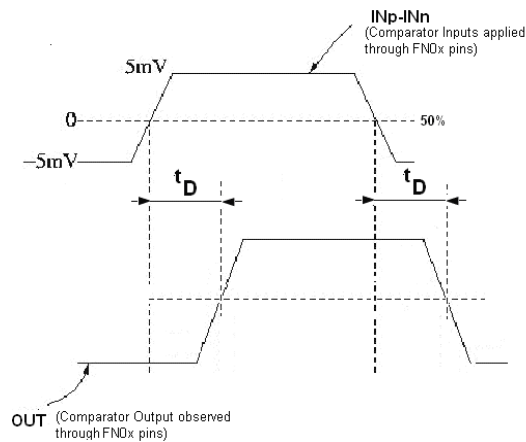 INp-INn
(Comparator Inputs applied
through FN0x pins)
5mV
0
50%
-5mV
tD
tD
OUT (Comparator Output observed
through FN0x pins)